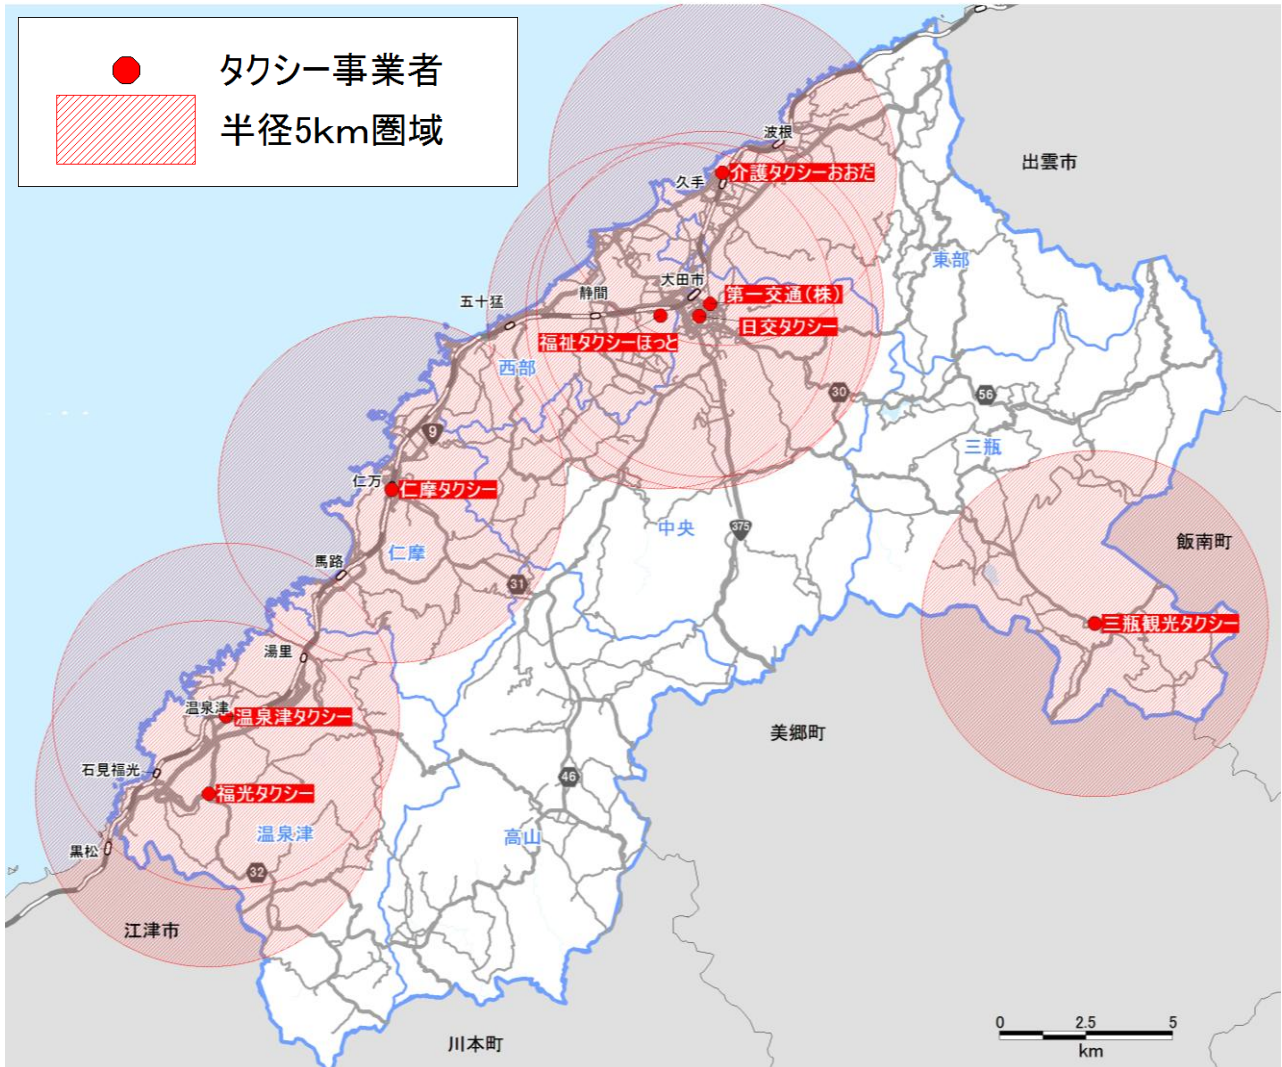 タクシー事業者
半径5km圏域
波根
出雲市
介護タクシーおおだ
久手
東部
大田市
第一交通(株)
静間
五十猛
日交タクシー
福祉タクシーほっと
西部
30
56
9
三瓶
仁万
仁摩タクシー
中央
375
飯南町
仁摩
馬路
31
三瓶観光タクシー
湯里
温泉津
温泉津タクシー
美郷町
石見福光
46
福光タクシー
温泉津
高山
黒松
32
江津市
0 2.5 5
km
川本町